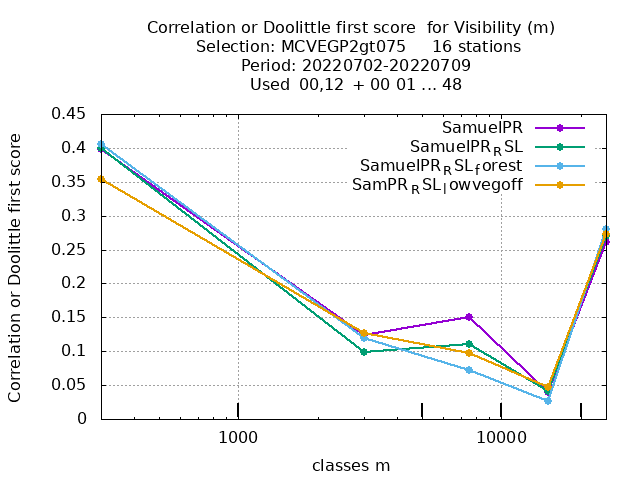 Correlation or Doolittle first score  for Visibility (m)
Selection: MCVEGP2gt075     16 stations
Period: 20220702-20220709
Used  00,12  + 00 01 ... 48
Correlation or Doolittle first score
0.45
0.4
0.35
0.3
0.25
0.2
0.15
0.1
0.05
0
SamuelPR
SamuelPR_RSL
SamuelPR_RSL_forest
SamPR_RSL_lowvegoff
1000
10000
classes m